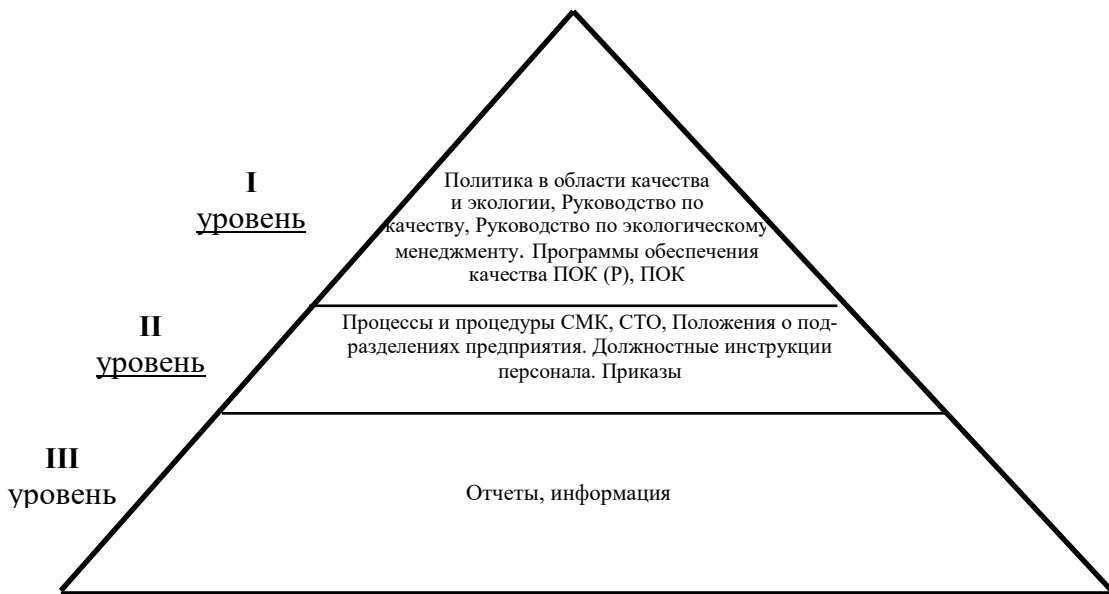 I
уровень
Политика в области качества
и экологии, Руководство по
качеству, Руководство по экологическому
менеджменту. Программы обеспечения
качества ПОК (Р), ПОК
II
уровень
Процессы и процедуры СМК, СТО, Положения о под-
разделениях предприятия. Должностные инструкции
персонала. Приказы
III
уровень
Отчеты, информация